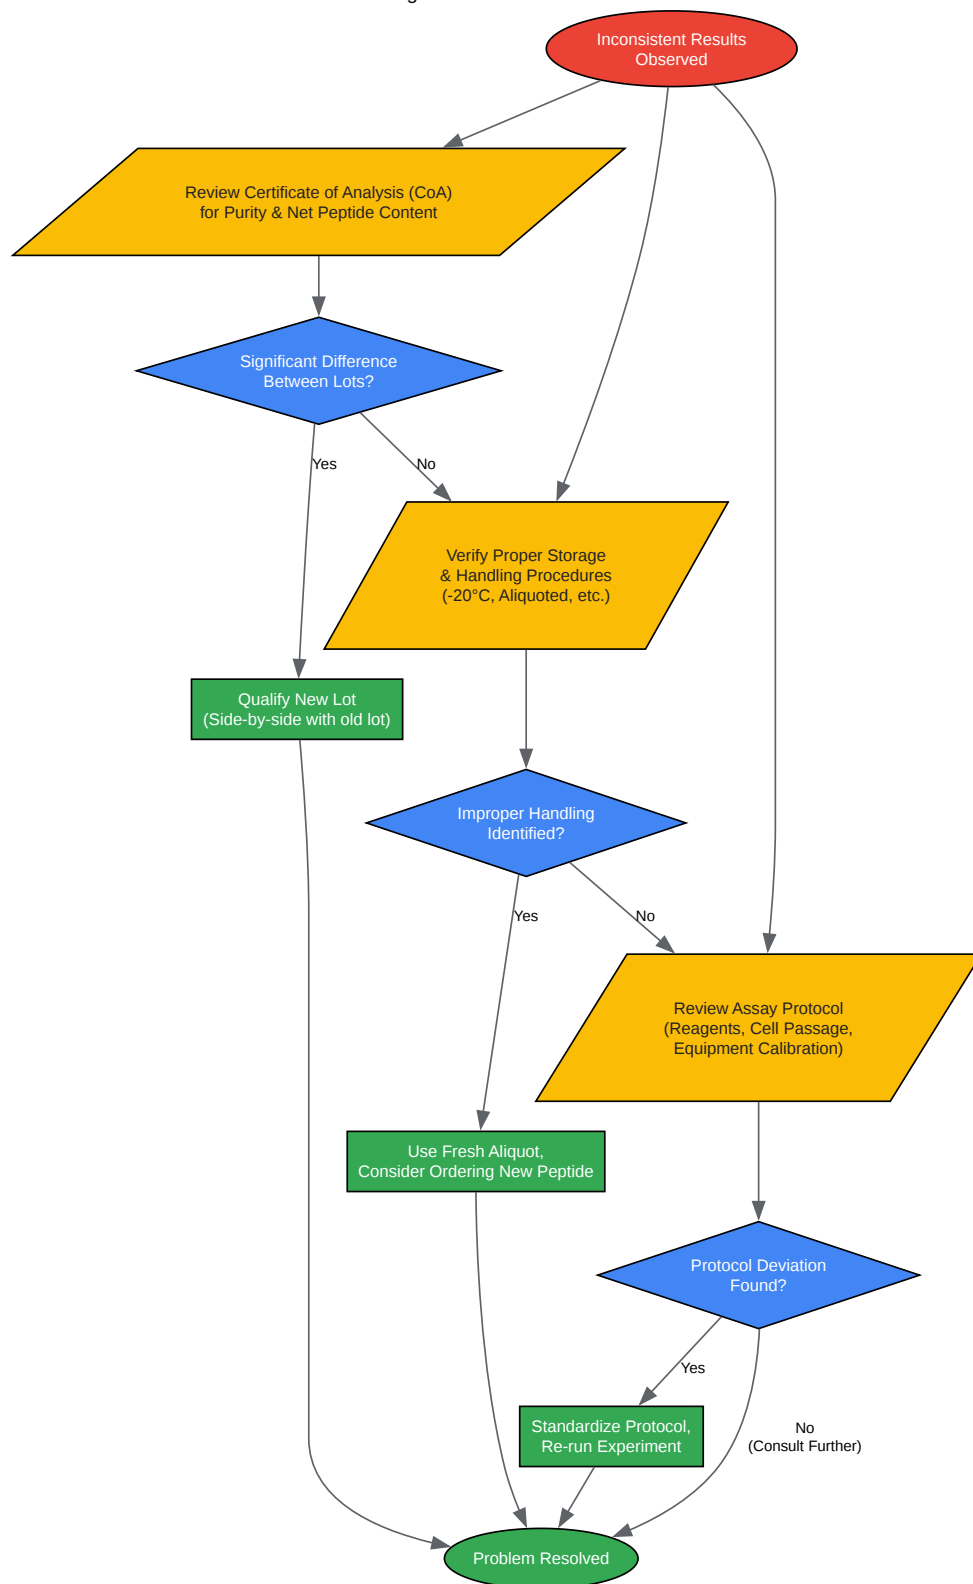 Inconsistent Results
Observed
Review Certificate of Analysis (CoA)
for Purity & Net Peptide Content
Significant Difference
Between Lots?
Yes
No
Verify Proper Storage
& Handling Procedures
(-20°C, Aliquoted, etc.)
Qualify New Lot
(Side-by-side with old lot)
Improper Handling
Identified?
Yes
No
Review Assay Protocol
(Reagents, Cell Passage,
Equipment Calibration)
Use Fresh Aliquot,
Consider Ordering New Peptide
Protocol Deviation
Found?
Yes
No
(Consult Further)
Standardize Protocol,
Re-run Experiment
Problem Resolved